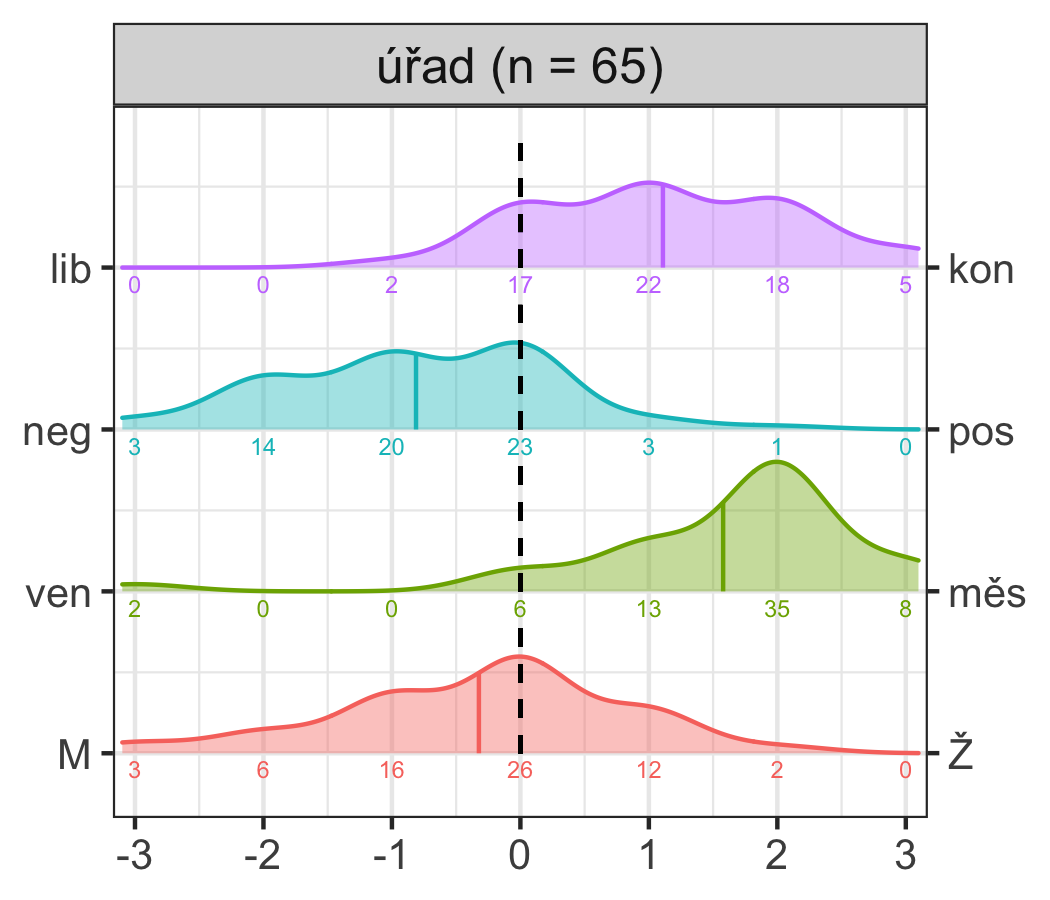 úřad (n = 65)
lib kon
0 0 2 17 22 18 5
neg pos
3 14 20 23 3 1 0
ven měs
2 0 0 6 13 35 8
M Ž
3 6 16 26 12 2 0
-3 -2 -1 0 1 2 3